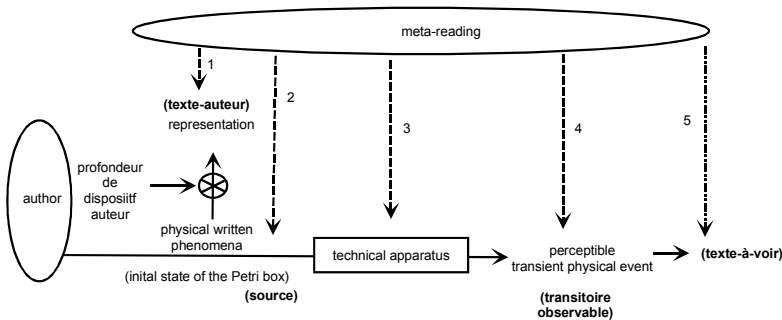 meta-reading
1
2
3
4
5
(texte-auteur)
representation
profondeur
de
disposiitf
auteur
author
physical written
phenomena
technical apparatus
perceptible
transient physical event
(texte-à-voir)
(inital state of the Petri box)
(source)
(transitoire
observable)